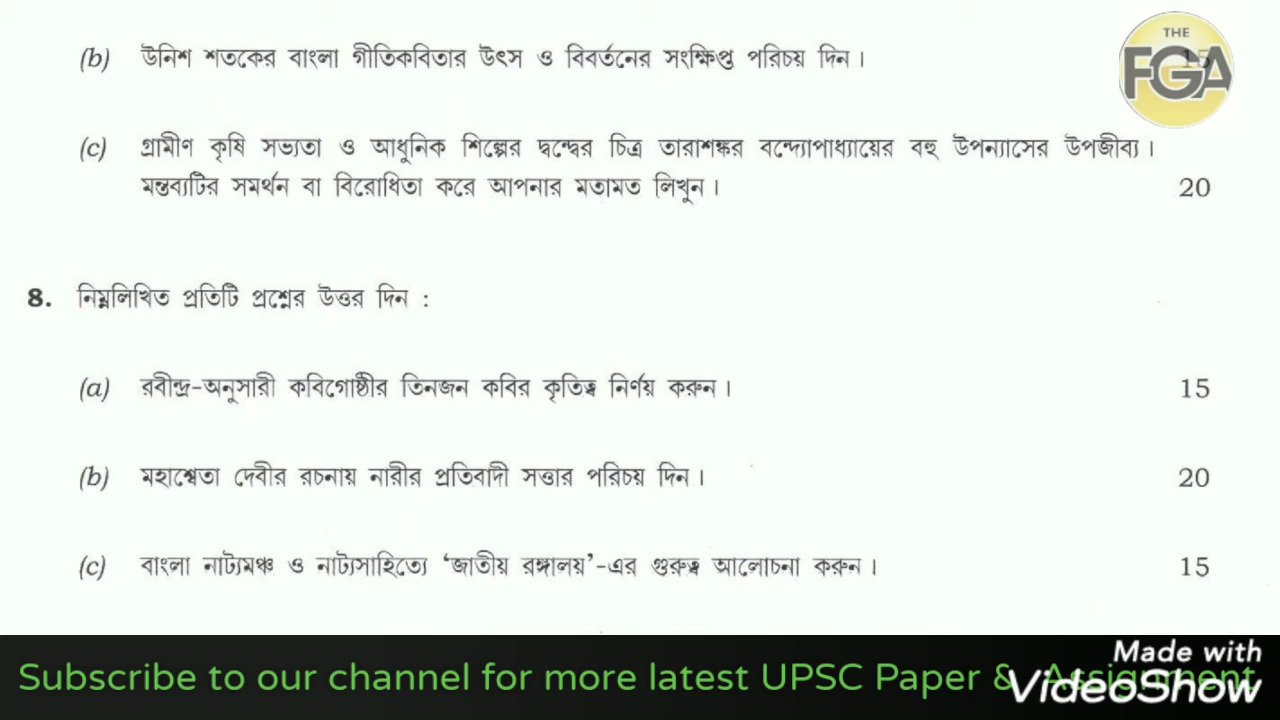 THE
FGA
(b) উনিশ শতকের বাংলা গীতিকবিতার উৎস ও বিবর্তনের সংক্ষিপ্ত পরিচয় দিন। 15
(c) গ্রামীণ কৃষি সভ্যতা ও আধুনিক শিল্পের দ্বন্দ্বের চিত্র তারাশঙ্কর বন্দ্যোপাধ্যায়ের বহু উপন্যাসের উপজীব্য।
মন্তব্যটির সমর্থন বা বিরোধিতা করে আপনার মতামত লিখুন। 20
8. নিম্নলিখিত প্রতিটি প্রশ্নের উত্তর দিন :
(a) রবীন্দ্র-অনুসারী কবিগোষ্ঠীর তিনজন কবির কৃতিত্ব নির্ণয় করুন। 15
(b) মহাশ্বেতা দেবীর রচনায় নারীর প্রতিবাদী সত্তার পরিচয় দিন। 20
(c) বাংলা নাট্যমঞ্চ ও নাট্যসাহিত্যে ‘জাতীয় রঙ্গালয়’-এর গুরুত্ব আলোচনা করুন। 15
Subscribe to our channel for more latest UPSC Paper & Assignment
Made with
VideoShow